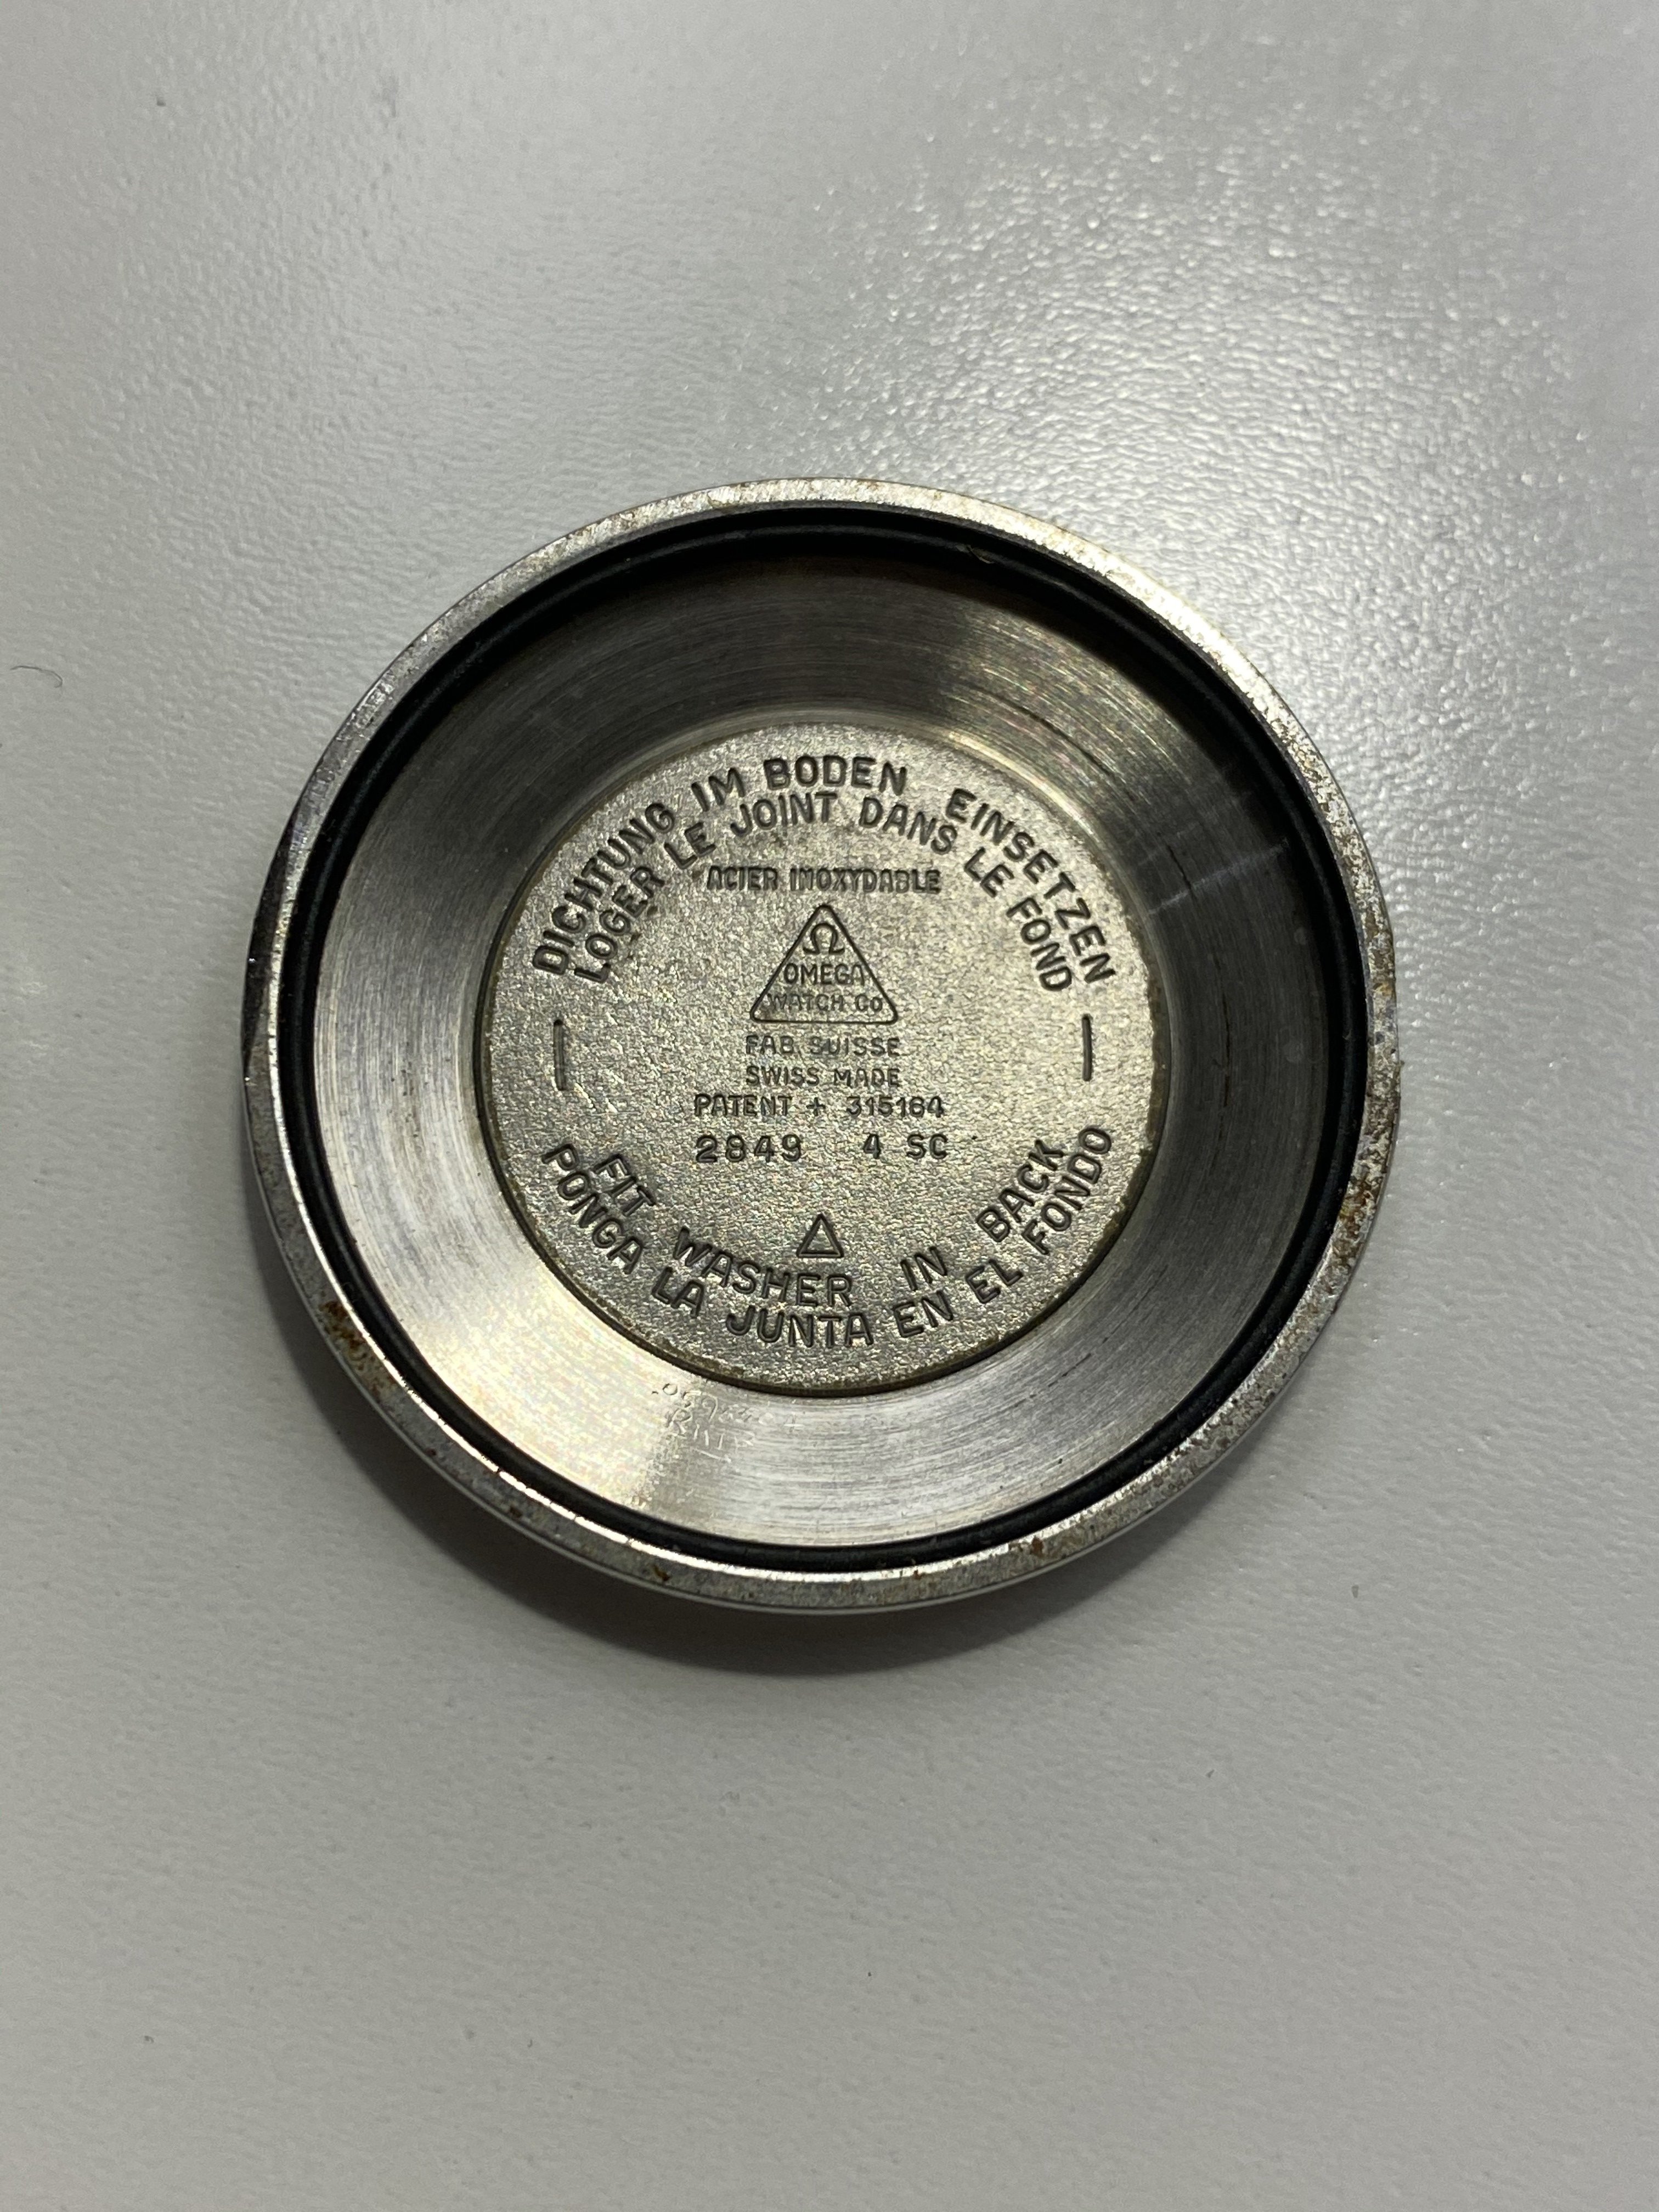 DICHTUNG IM BODEN EINSETZEN
LOGER LE JOINT DANS LE FOND
ACIER INOXYDABLE
Ω
OMEGA
WATCH Co
FAB. SUISSE
SWISS MADE
PATENT + 315164
2849 4 SC
FIT WASHER IN BACK
PONGA LA JUNTA EN EL FONDO